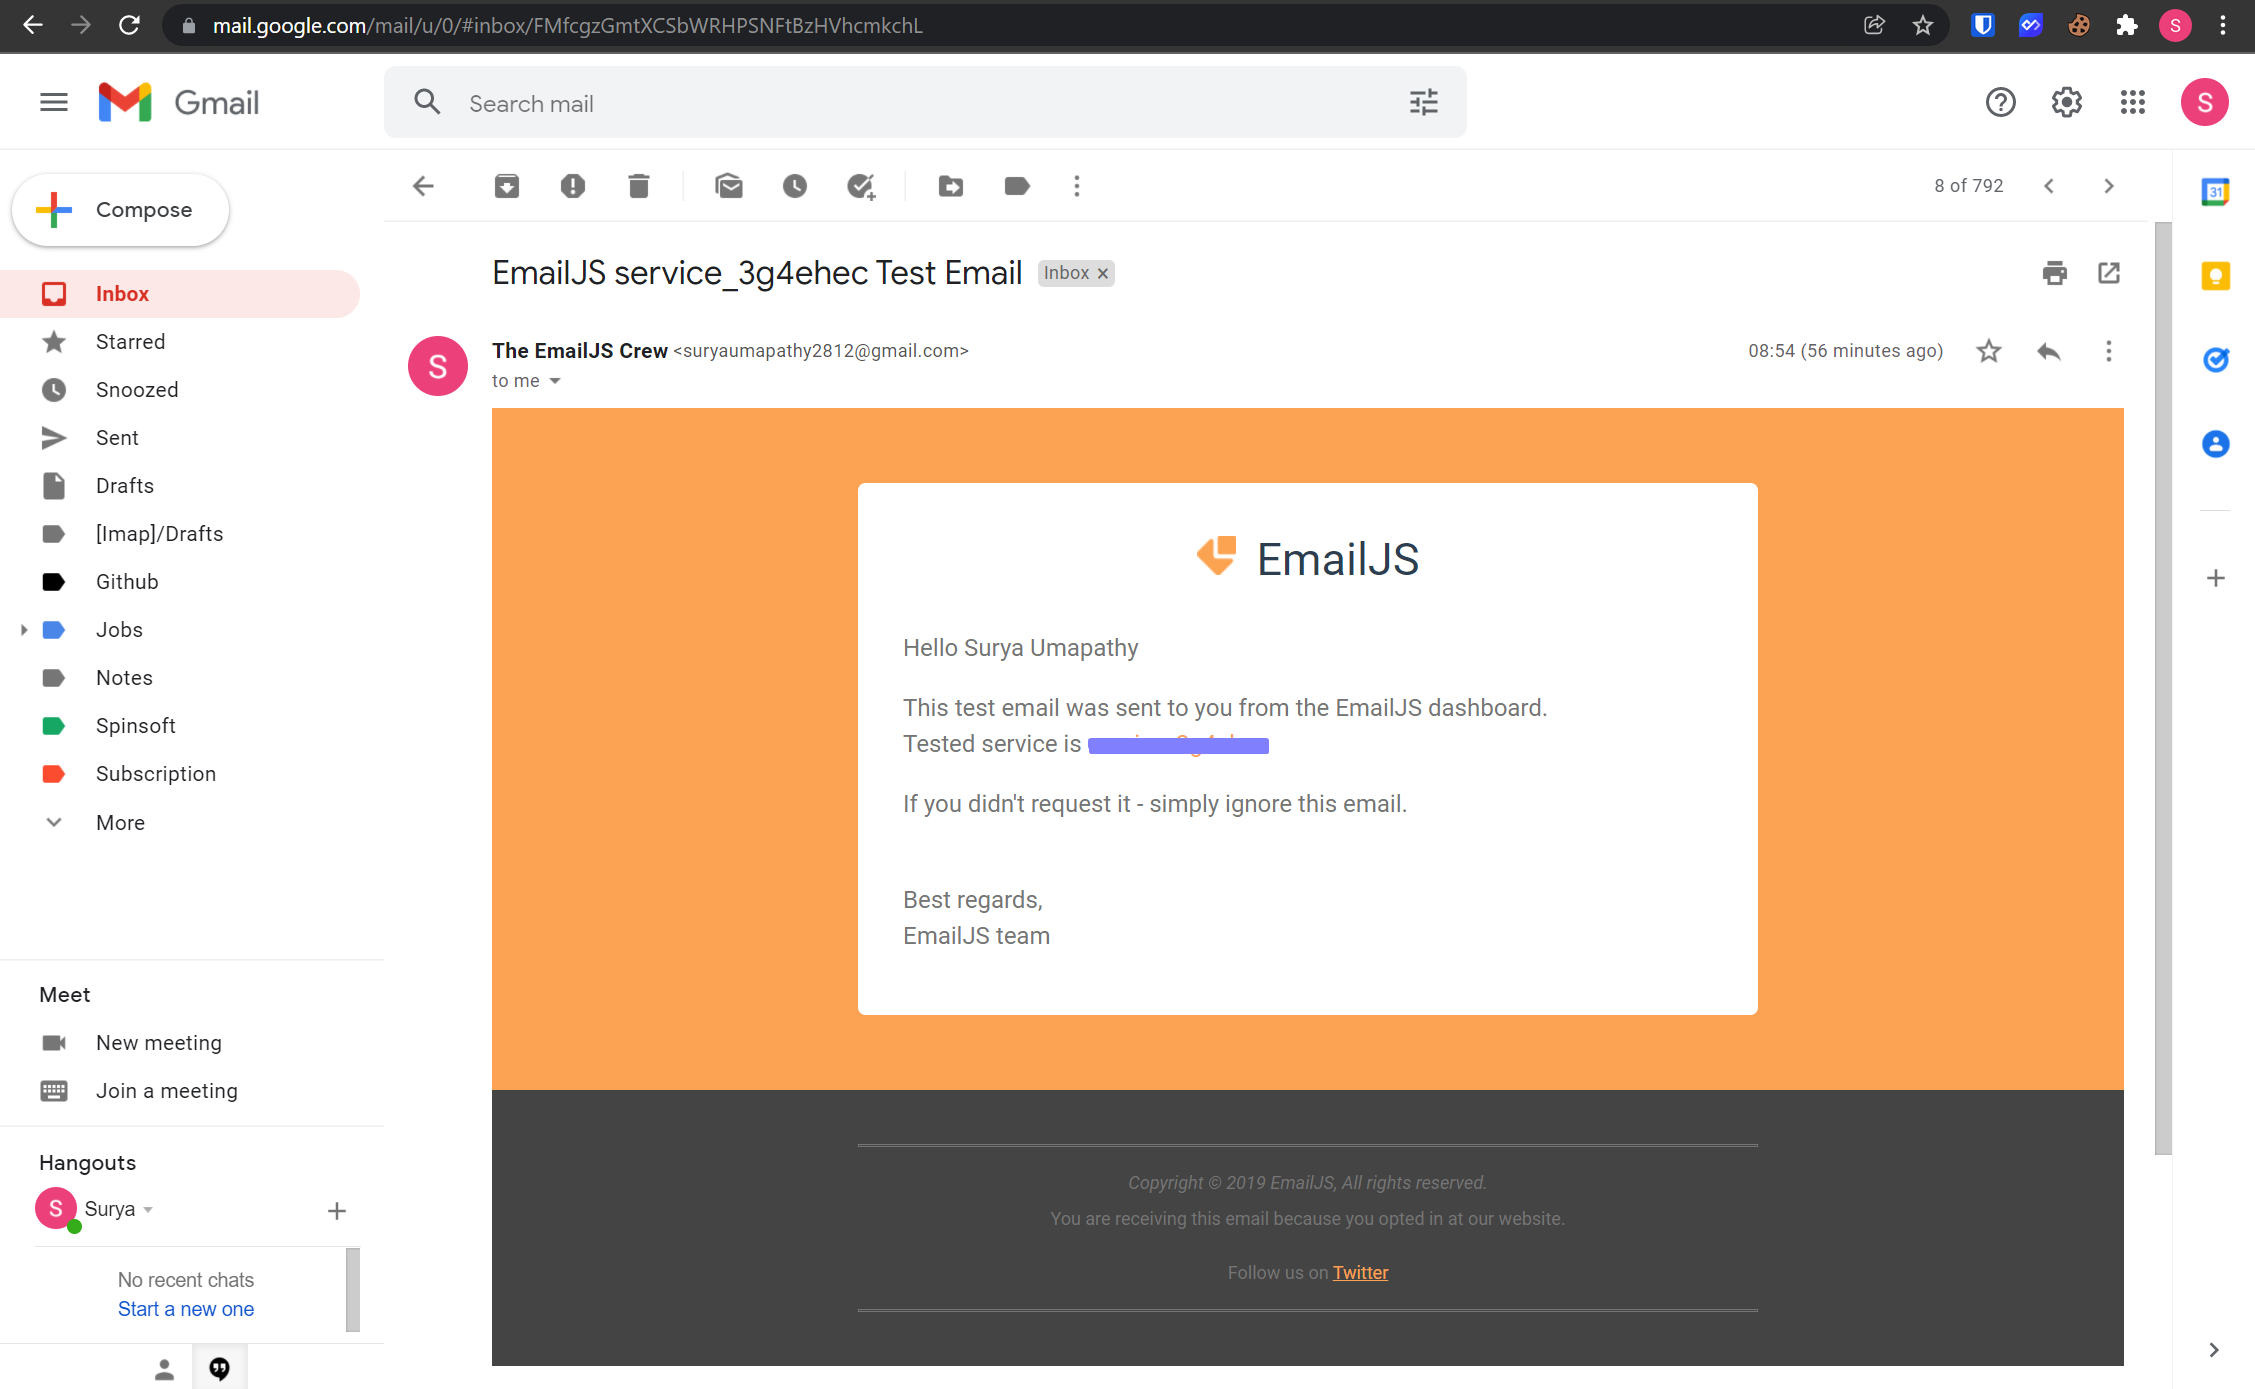 mail.google.com/mail/u/0/#inbox/FMfcgzGmtXCSbWRHPSNFtBzHVhcmkchL
S
Gmail
Search mail
S
Compose
8 of 792
31
Inbox
Starred
Snoozed
Sent
Drafts
[Imap]/Drafts
Github
Jobs
Notes
Spinsoft
Subscription
More
EmailJS service_3g4ehec Test Email
Inbox ×
S
The EmailJS Crew <suryaumapathy2812@gmail.com>
08:54 (56 minutes ago)
to me
EmailJS
Hello Surya Umapathy
This test email was sent to you from the EmailJS dashboard.
Tested service is
If you didn't request it - simply ignore this email.
Best regards,
EmailJS team
Copyright © 2019 EmailJS, All rights reserved.
You are receiving this email because you opted in at our website.
Follow us on Twitter
Meet
New meeting
Join a meeting
Hangouts
S
Surya
No recent chats
Start a new one